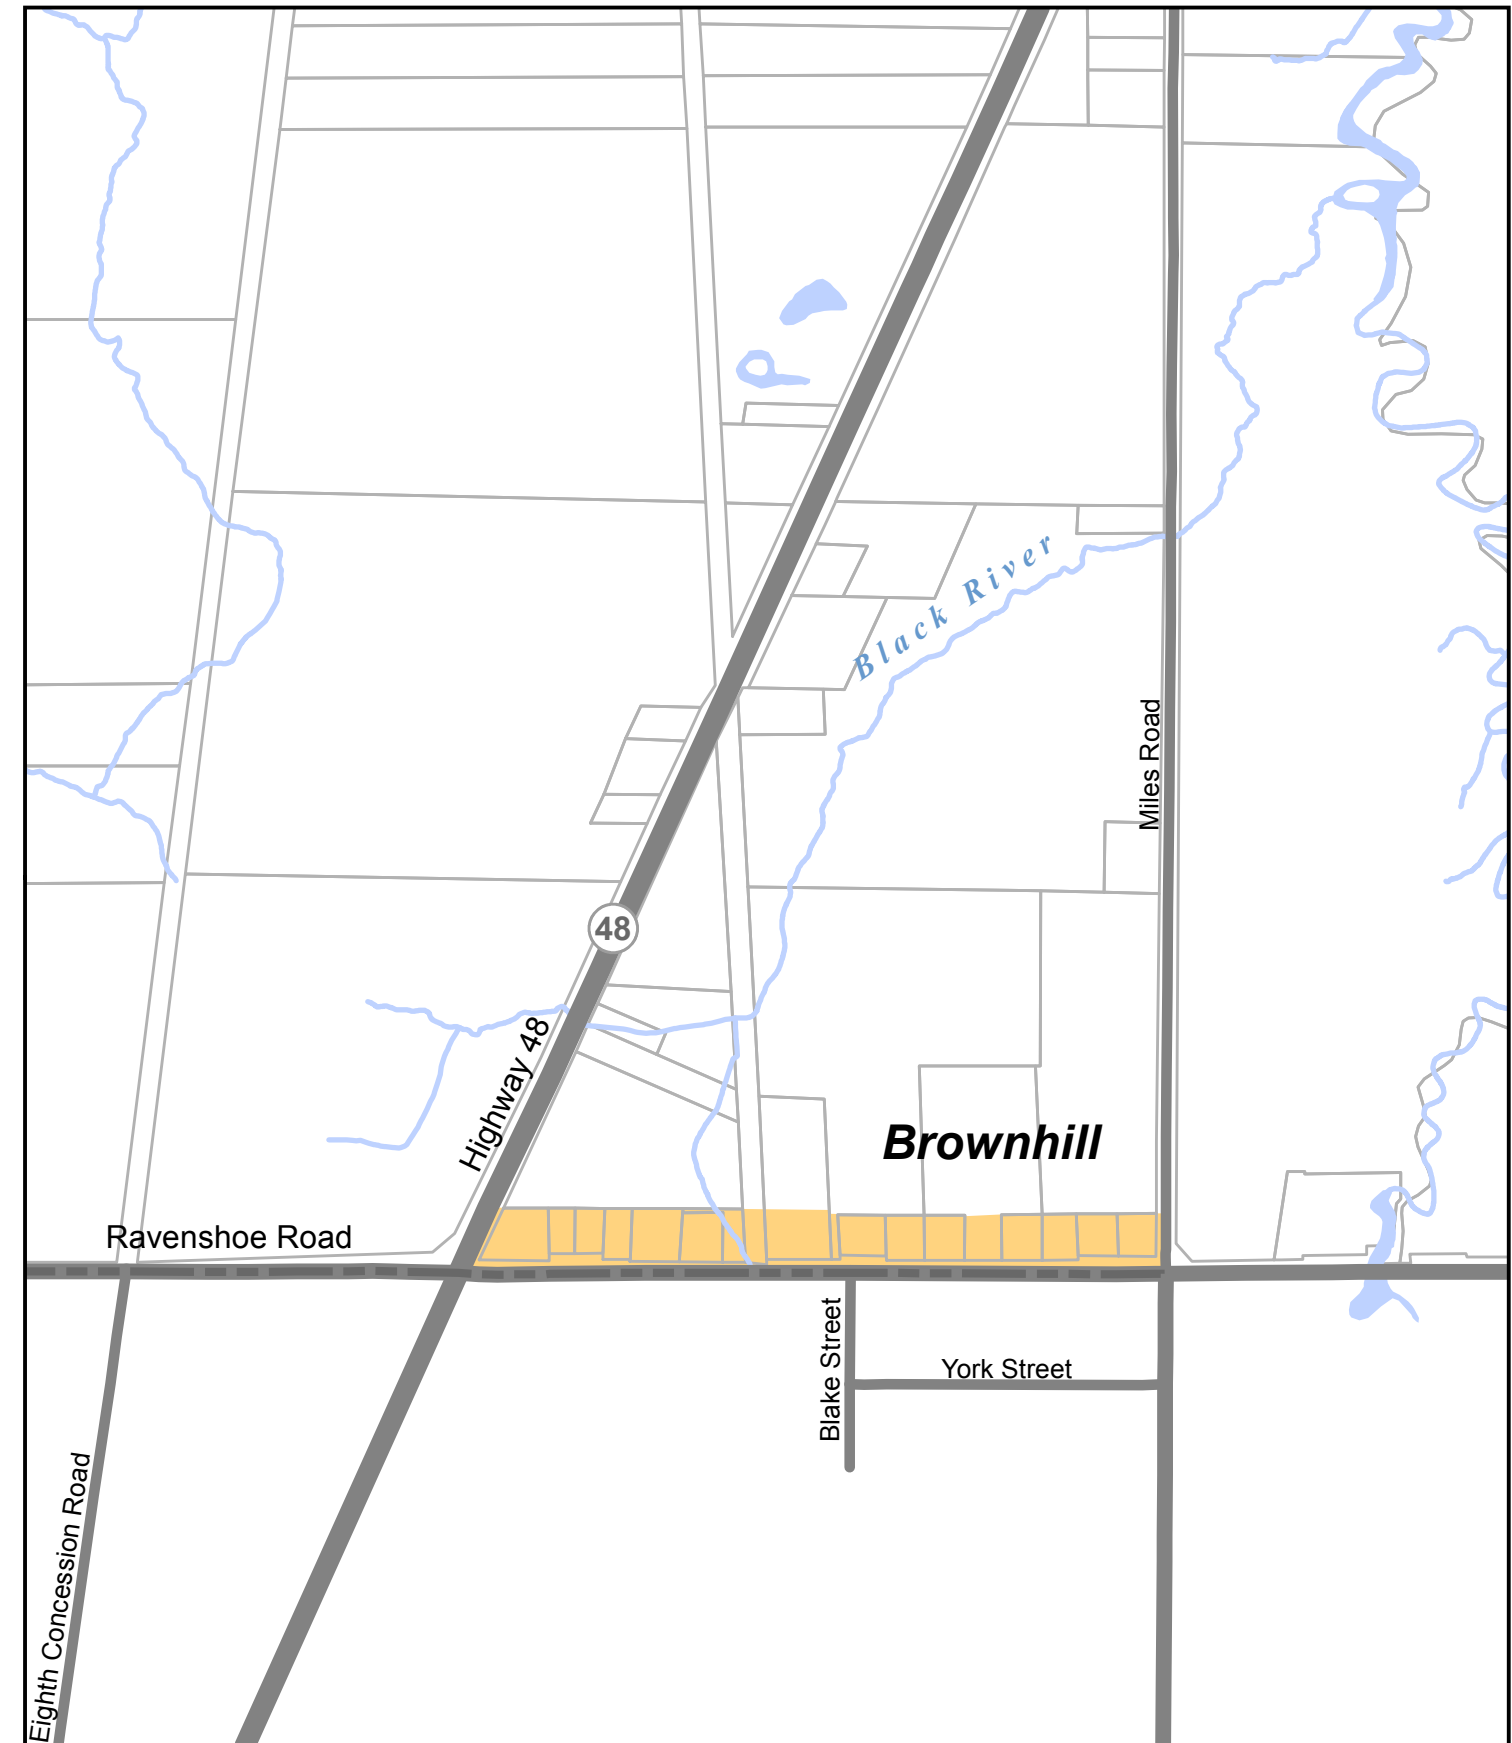 Black River
Miles Road
48
Highway 48
Brownhill
Ravenshoe Road
Blake Street
York Street
Eighth Concession Road